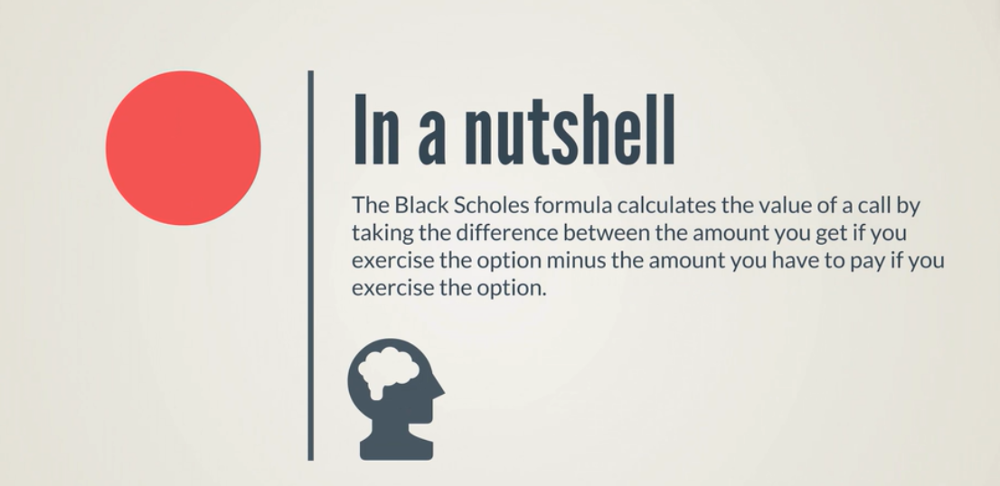 In a nutshell
The Black Scholes formula calculates the value of a call by
taking the difference between the amount you get if you
exercise the option minus the amount you have to pay if you
exercise the option.